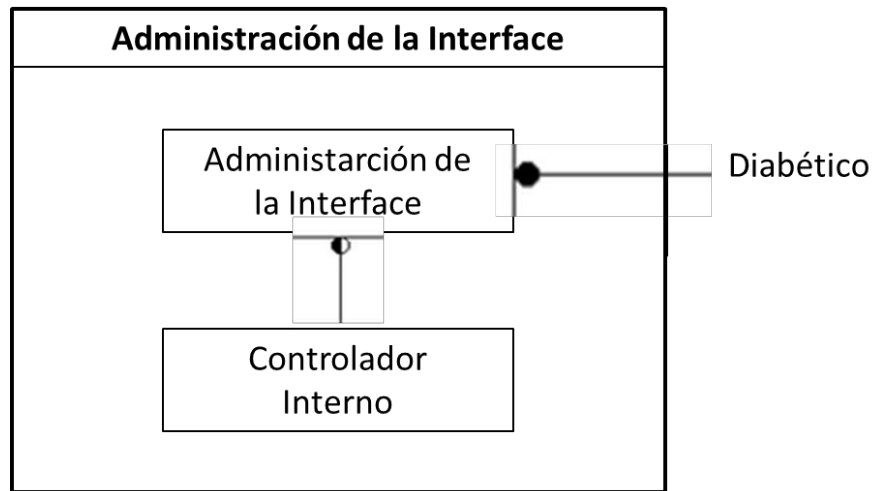 Administración de la Interface
Administarción de
la Interface
Diabético
Controlador
Interno